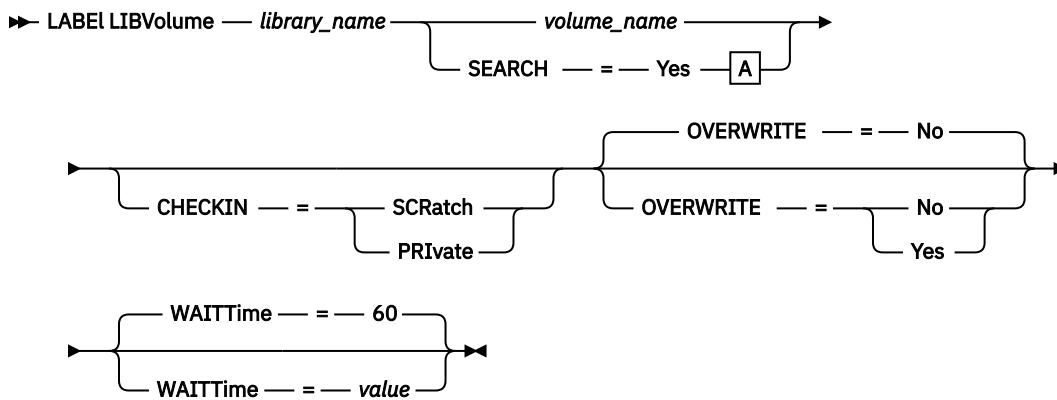 LABEl LIBVolume library_name volume_name
SEARCH = Yes A
OVERWRITE = No
CHECKIN = SCRatch
PRIvate
OVERWRITE = No
Yes
WAITTime = 60
WAITTime = value